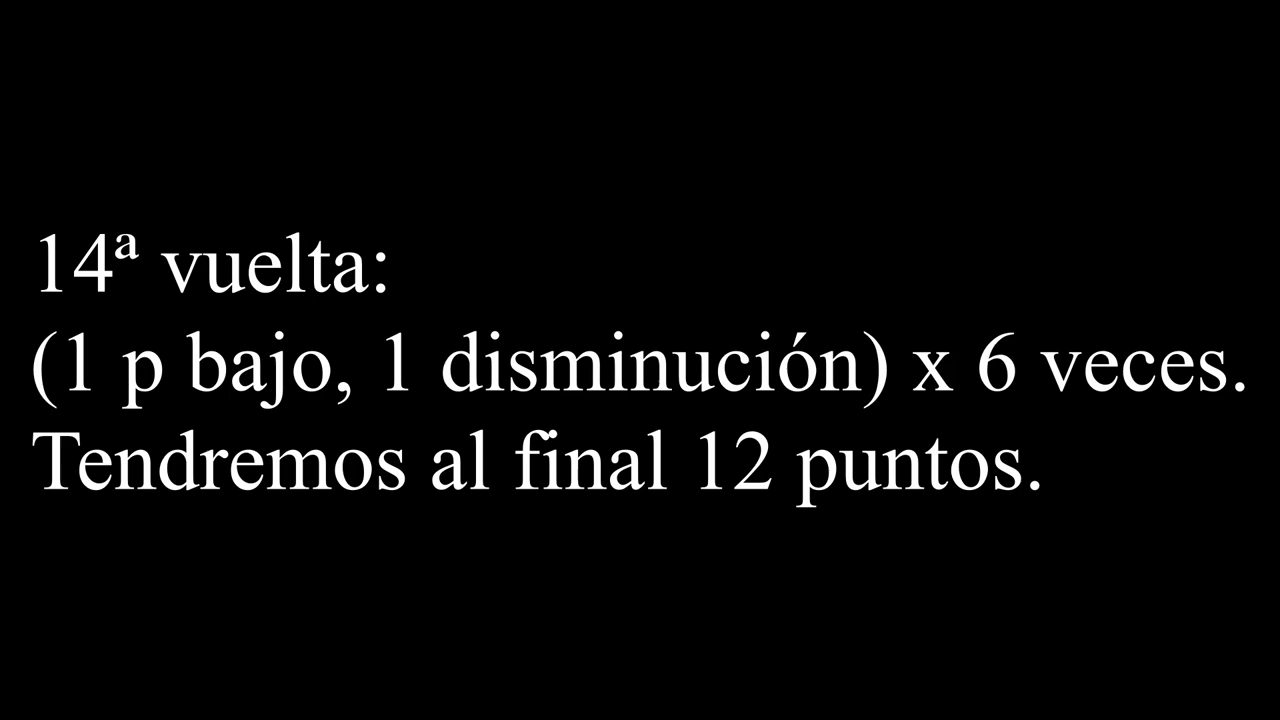 14ª vuelta:
(1 p bajo, 1 disminución) x 6 veces.
Tendremos al final 12 puntos.